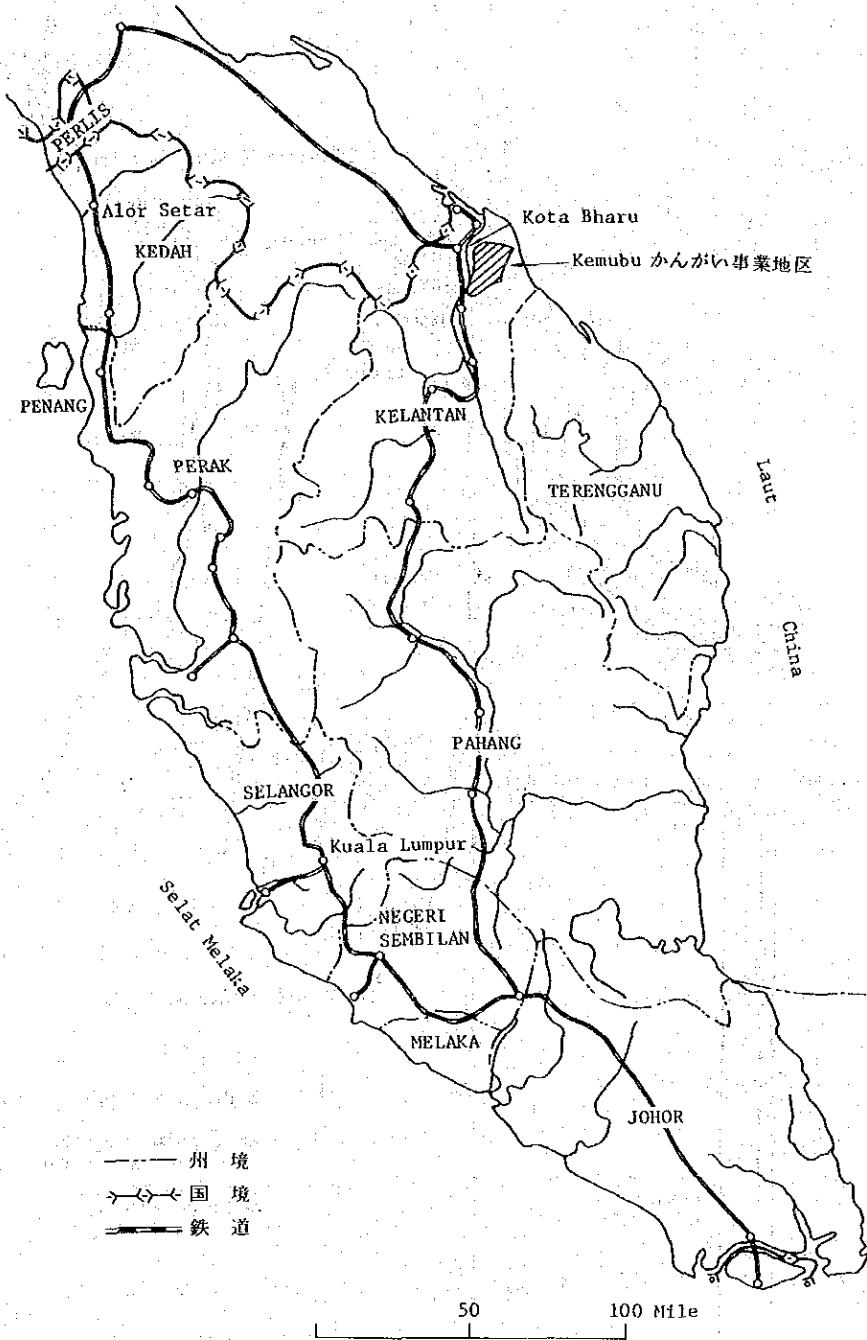 PERLIS
Alor Setar
KEDAH
Kota Bharu
Kemubu かんがい事業地区
PENANG
KELANTAN
PERAK
TERENGGANU
Laut
China
PAHANG
SELANGOR
Kuala Lumpur
Selat Melaka
NEGERI
SEMBILAN
MELAKA
JOHOR
州 境
国 境
鉄 道
50 100 Mile